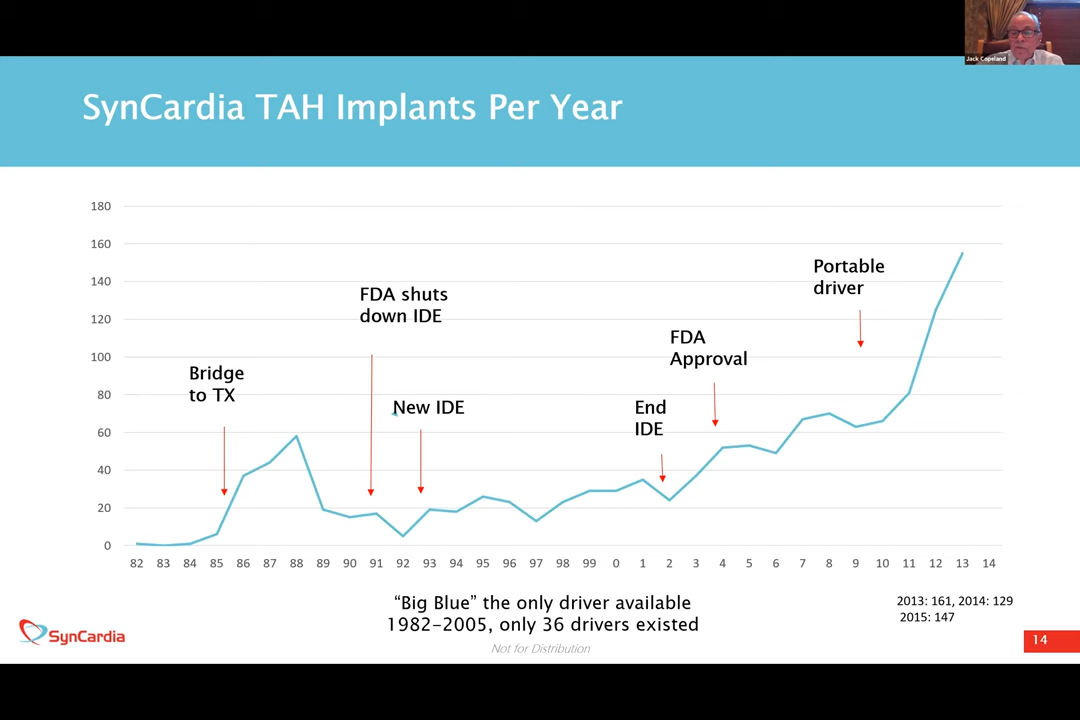 Jack Copeland
SynCardia TAH Implants Per Year
180
160
140
120
100
80
60
40
20
0
Bridge
to TX
FDA shuts
down IDE
New IDE
End
IDE
FDA
Approval
Portable
driver
82 83 84 85 86 87 88 89 90 91 92 93 94 95 96 97 98 99 0 1 2 3 4 5 6 7 8 9 10 11 12 13 14
“Big Blue” the only driver available
1982-2005, only 36 drivers existed
Not for Distribution
2013: 161, 2014: 129
2015: 147
SynCardia
14